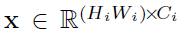 x ∈ ℝ^{(H_i W_i)×C_i}